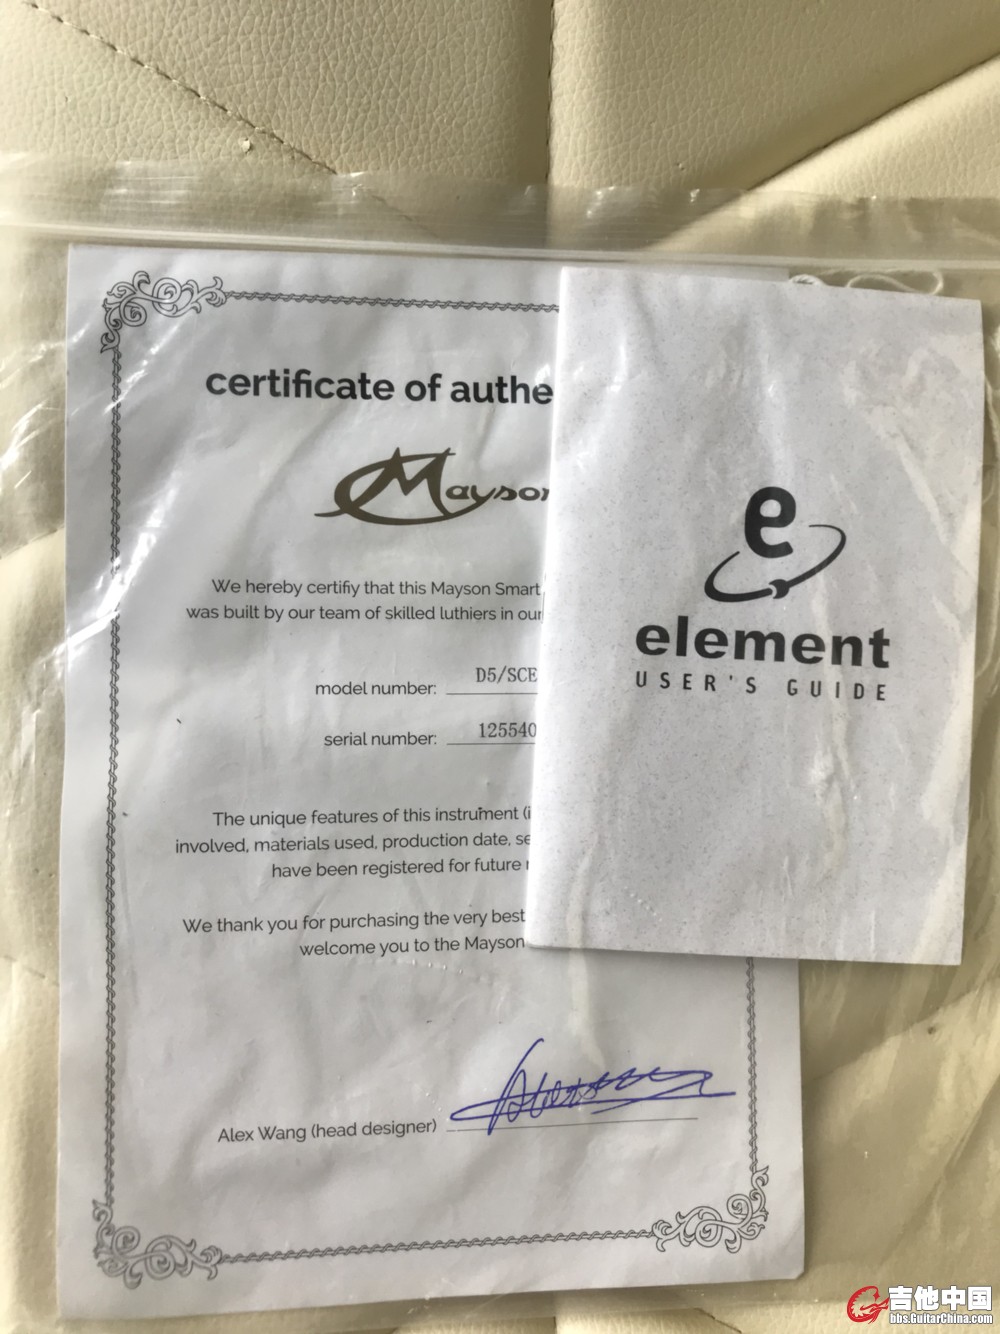 certificate of authe
Mayson
We hereby certifiy that this Mayson Smart
was built by our team of skilled luthiers in our
model number: D5/SCE
serial number: 125540
The unique features of this instrument (i
involved, materials used, production date, se
have been registered for future
We thank you for purchasing the very best
welcome you to the Mayson
Alex Wang (head designer)
e
element
USER'S GUIDE
吉他中国
bbs.GuitarChina.com